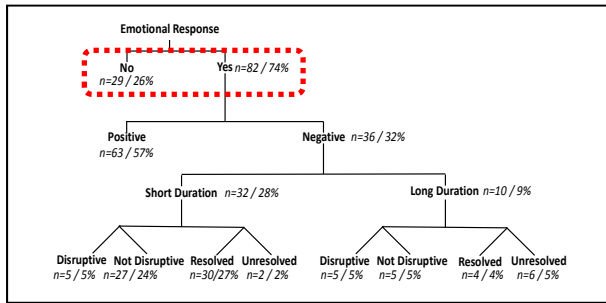 Emotional Response
No
n=29 / 26%
Yes n=82 / 74%
Positive
n=63 / 57%
Negative n=36 / 32%
Short Duration n=32 / 28%
Long Duration n=10 / 9%
Disruptive Not Disruptive Resolved Unresolved
n=5 / 5% n=27 / 24% n=30/27% n=2 / 2%
Disruptive Not Disruptive Resolved Unresolved
n=5 / 5% n=5 / 5% n=4 / 4% n=6 / 5%